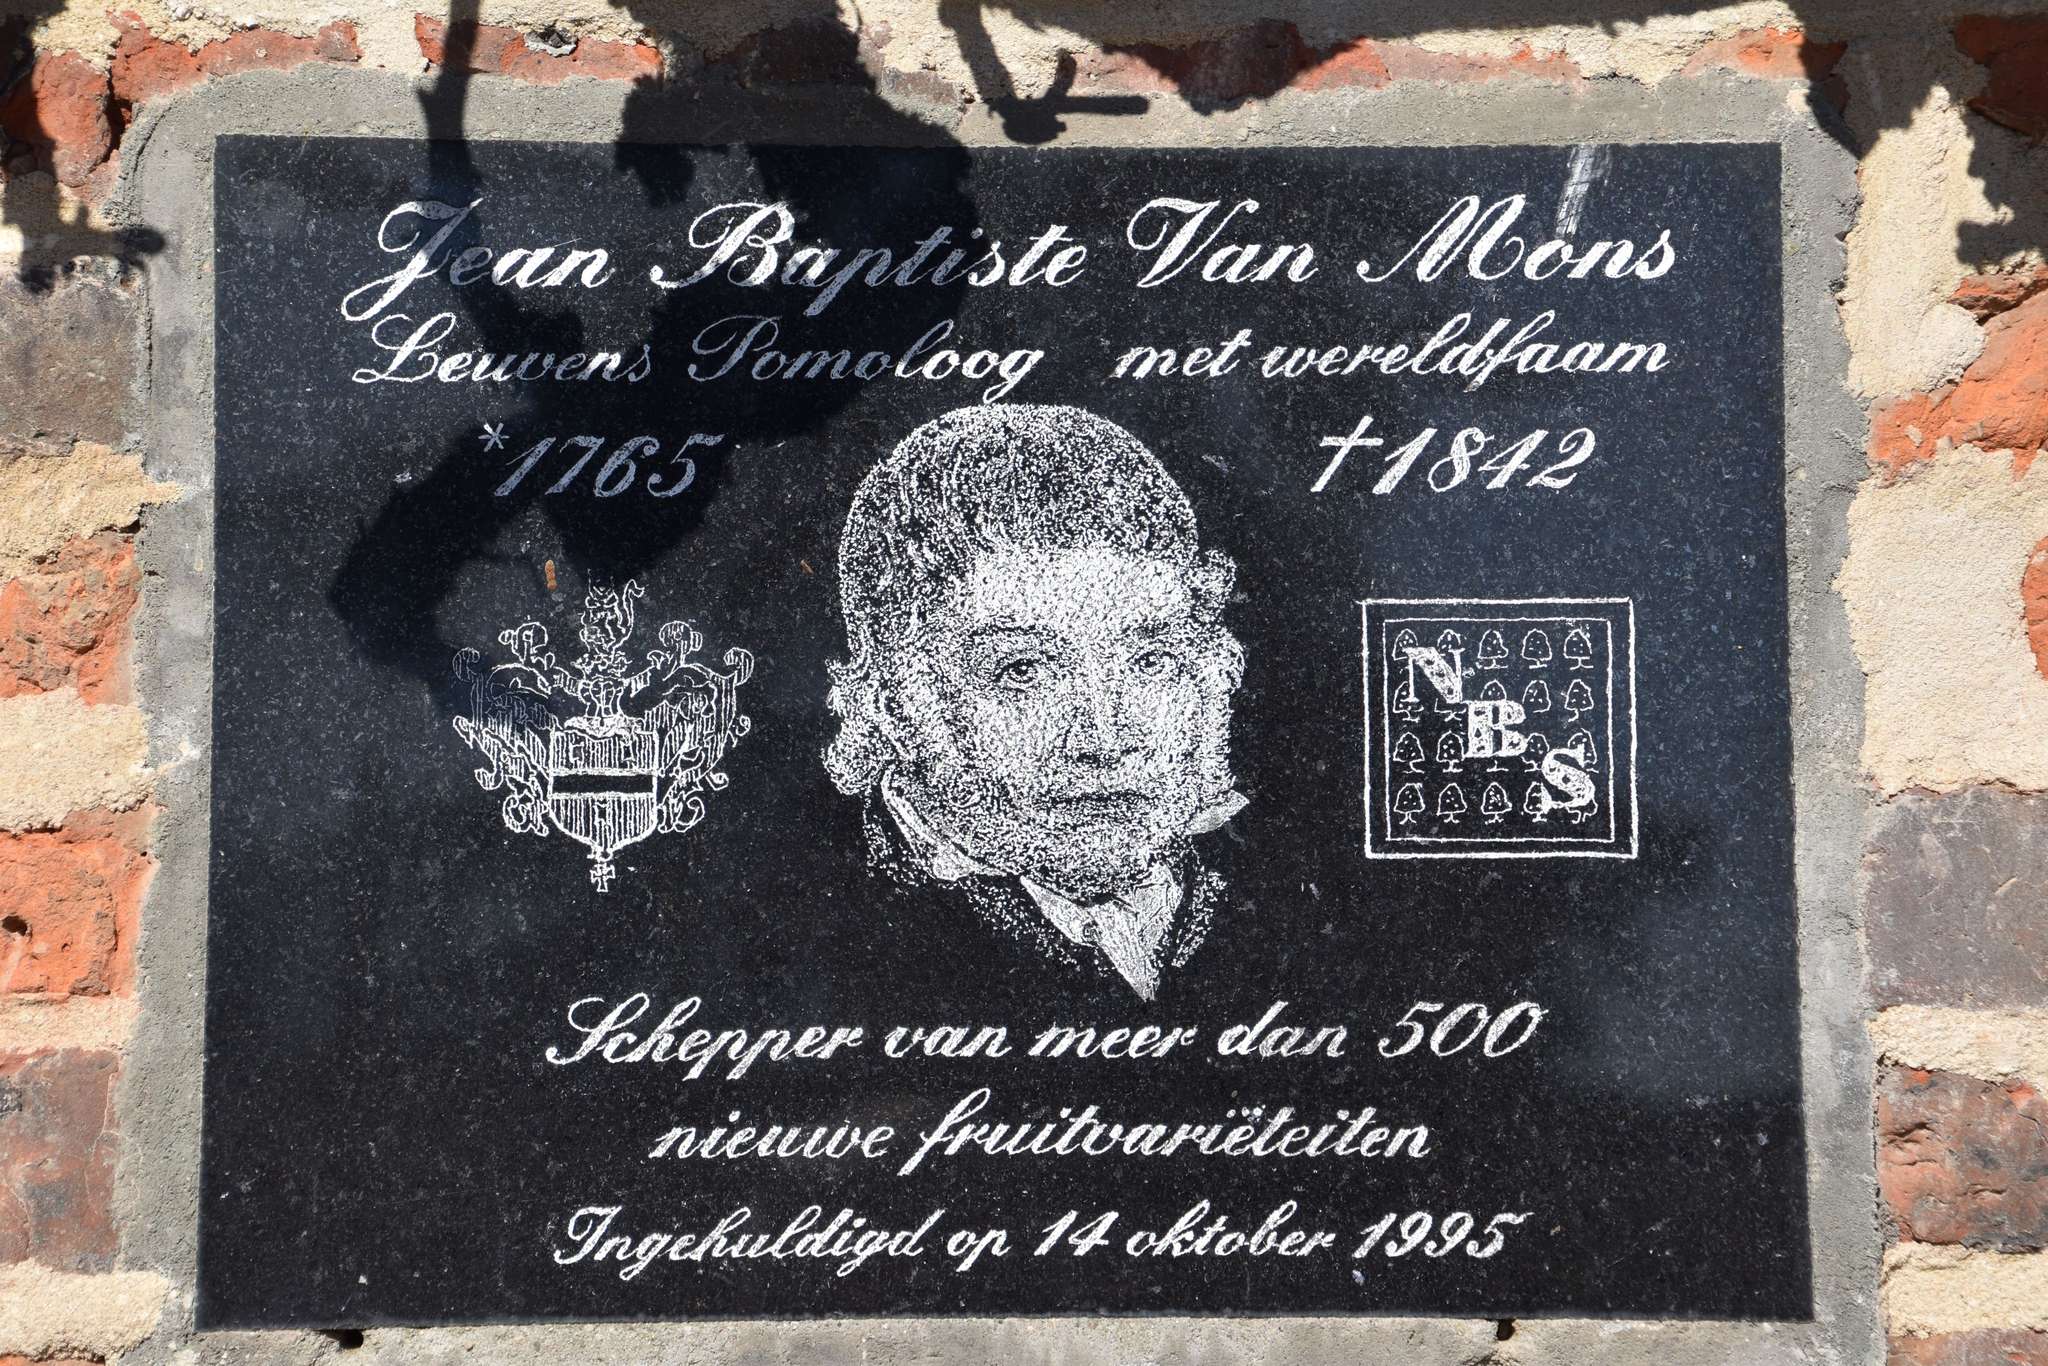 Jean Baptiste Van Mons
Leuvens Pomoloog met wereldfaam
*1765 †1842
NBS
Schepper van meer dan 500
nieuwe fruitvariëteiten
Ingehuldigd op 14 oktober 1995